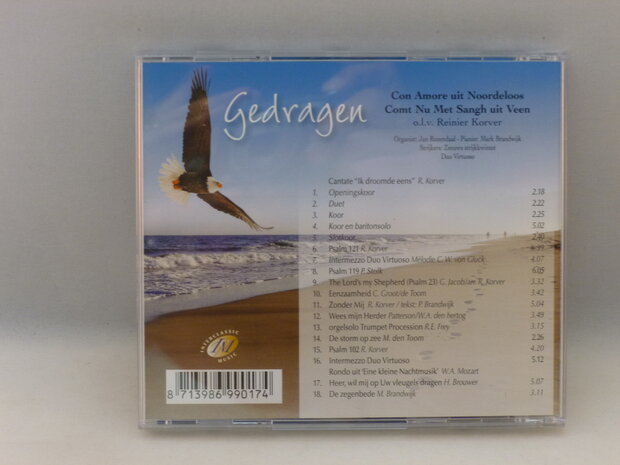 Gedragen
Con Amore uit Noordeloos
Comt Nu Met Sangh uit Veen
o.l.v. Reinier Korver
Organist: Jan Rozendaal - Pianist: Mark Brandwijk
Strijkers: Zeeuws strijkkwintet
Duo Virtuoso
Cantate "Ik droomde eens" R. Korver
1. Openingskoor 2.18
2. Duet 2.22
3. Koor 6.25
4. Koor en baritonsolo 5.02
5. Slotkoor
6. Psalm 121 R. Korver
7. Intermezzo Duo Virtuoso Mélodie C.W. von Gluck 4.07
8. Psalm 119 P. Stolk 6.05
9. The Lord's my Shepherd (Psalm 23) G. Jacob/arr. R. Korver 3.32
10. Eenzaamheid C. Groot/de Toom 3.42
11. Zonder Mij R. Korver / tekst: P. Brandwijk 5.04
12. Wees mijn Herder Patterson/W.A. den hertog 3.49
13. orgelsolo Trumpet Procession R.E. Frey 3.15
14. De storm op zee M. den Toom 2.26
15. Psalm 102 R. Korver 4.20
16. Intermezzo Duo Virtuoso 5.12
Rondo uit 'Eine kleine Nachtmusik' W.A. Mozart
17. Heer, wil mij op Uw vleugels dragen H. Brouwer 5.07
18. De zegenbede M. Brandwijk 3.11
INTERCLASSIC
MUSIC
8 713986 990174